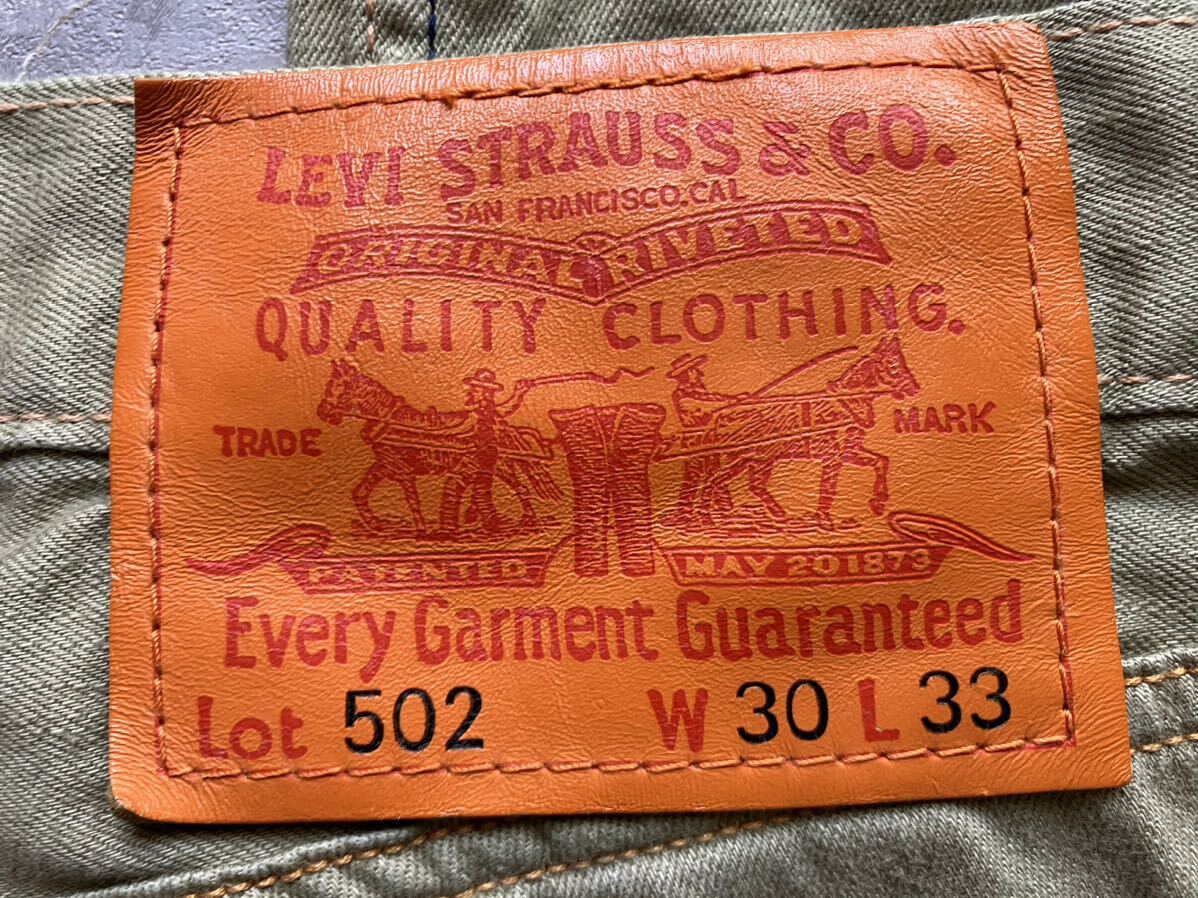 LEVI STRAUSS & CO.
SAN FRANCISCO.CAL
ORIGINAL RIVETED
QUALITY CLOTHING.
TRADE MARK
PATENTED MAY 20 1873
Every Garment Guaranteed
Lot 502 W 30 L 33